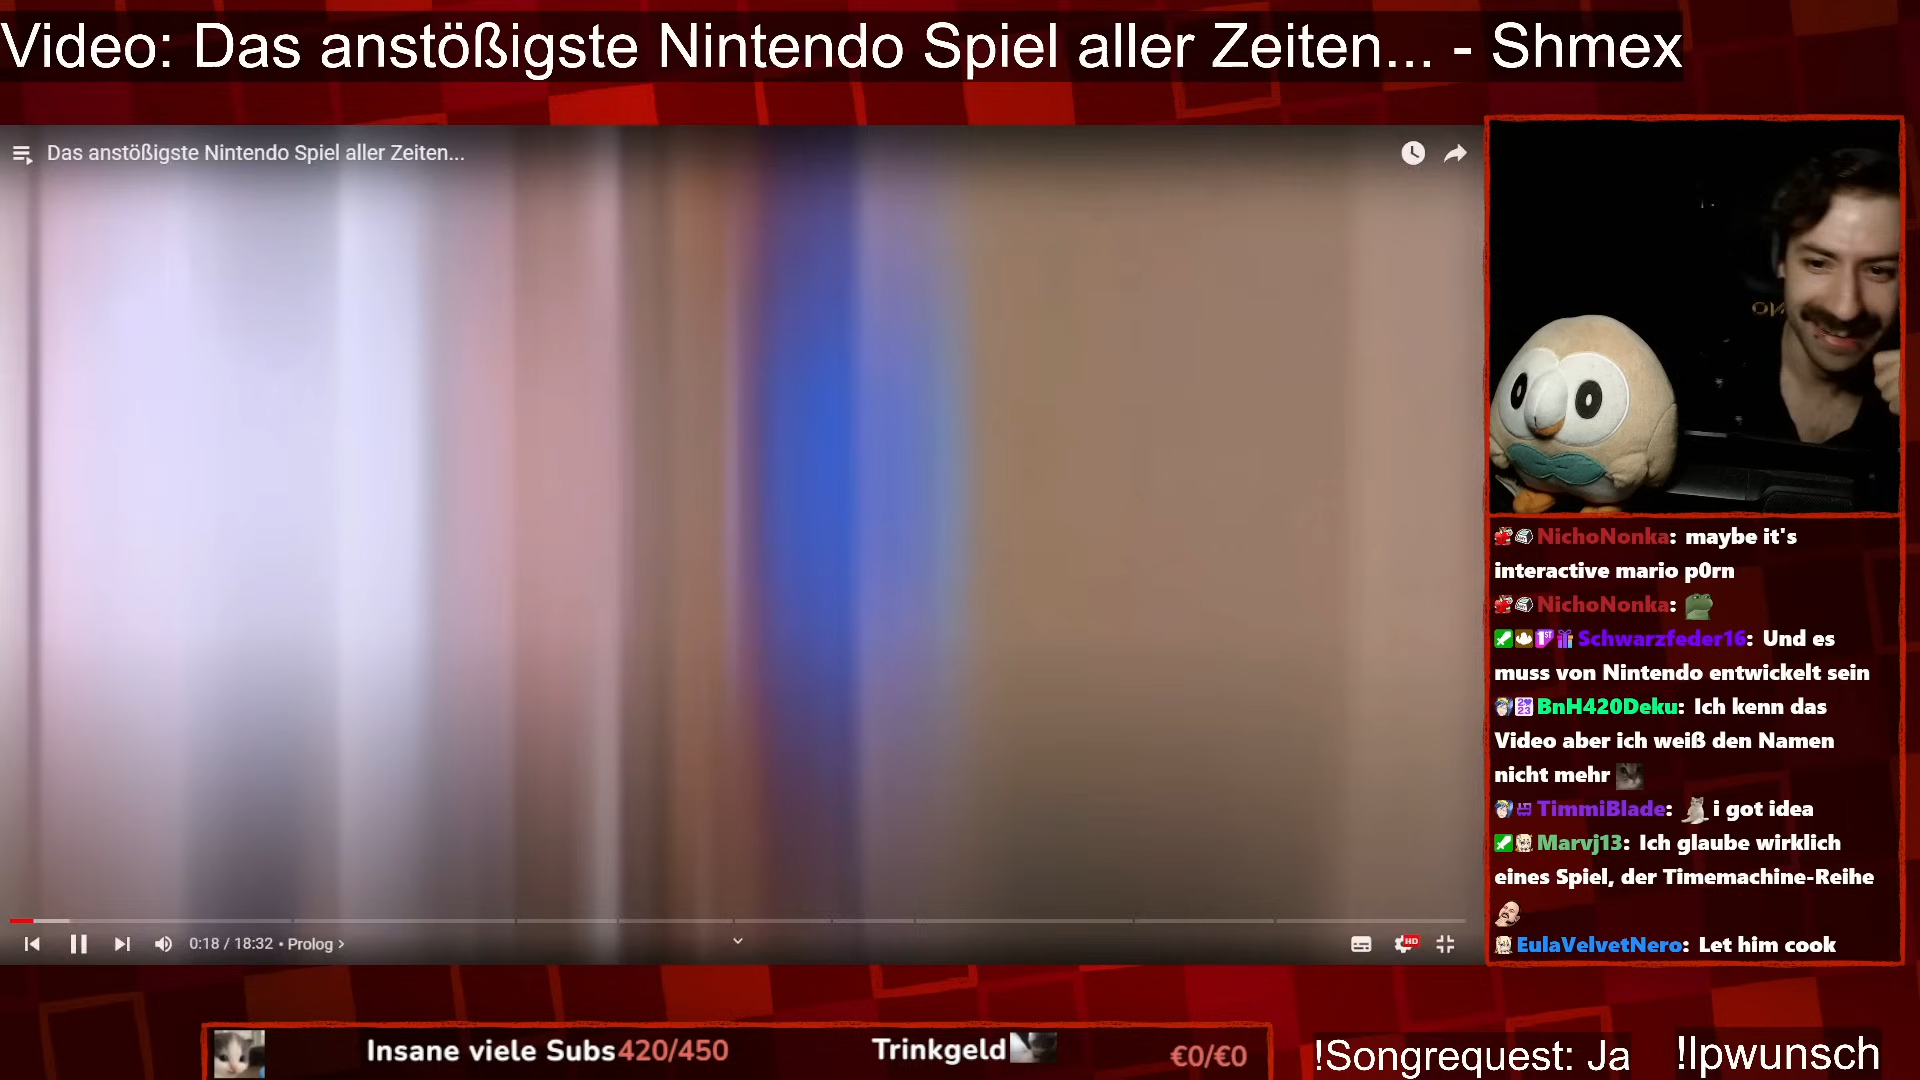 Video: Das anstößigste Nintendo Spiel aller Zeiten... - Shmex
Das anstößigste Nintendo Spiel aller Zeiten...
NichoNonka: maybe it's
interactive mario p0rn
NichoNonka:
Schwarzfeder16: Und es
muss von Nintendo entwickelt sein
BnH420Deku: Ich kenn das
Video aber ich weiß den Namen
nicht mehr
TimmiBlade: i got idea
Marvj13: Ich glaube wirklich
eines Spiel, der Timemachine-Reihe
EulaVelvetNero: Let him cook
0:18 / 18:32 • Prolog ›
HD
Insane viele Subs 420/450
Trinkgeld €0/€0
!Songrequest: Ja
!lpwunsch